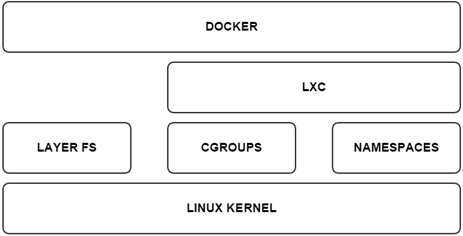 DOCKER
LXC
LAYER FS
CGROUPS
NAMESPACES
LINUX KERNEL